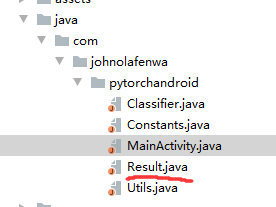 assets
java
com
johnolafenwa
pytorchandroid
Classifier.java
Constants.java
MainActivity.java
Result.java
Utils.java